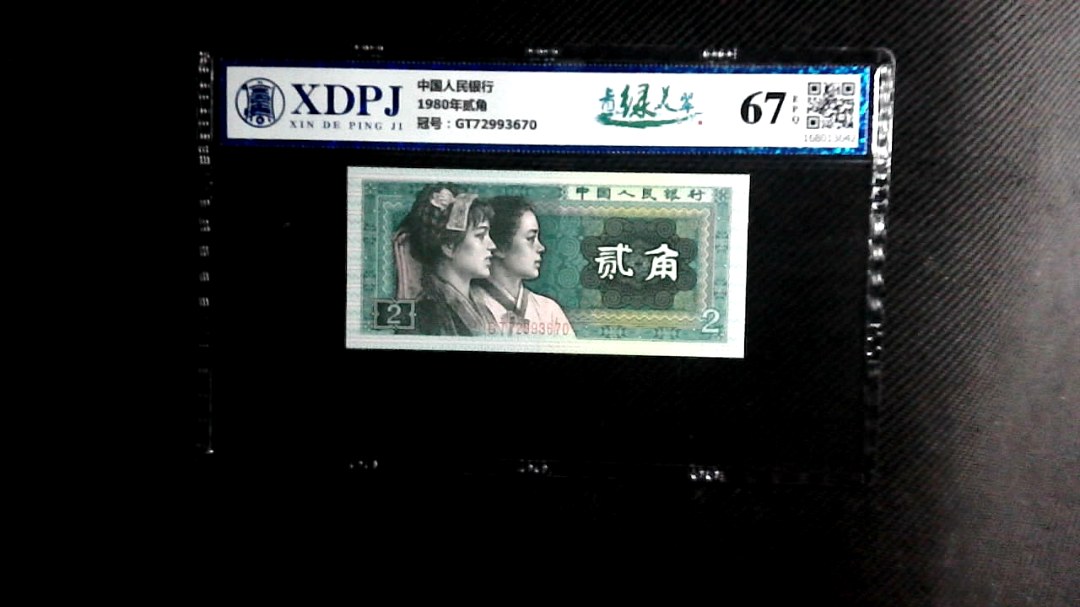 XDPJ
XIN DE PING JI
中国人民银行
1980年贰角
冠号：GT72993670
绿美翠
67
EPQ
中国人民银行
贰角
2
2
GT72993670